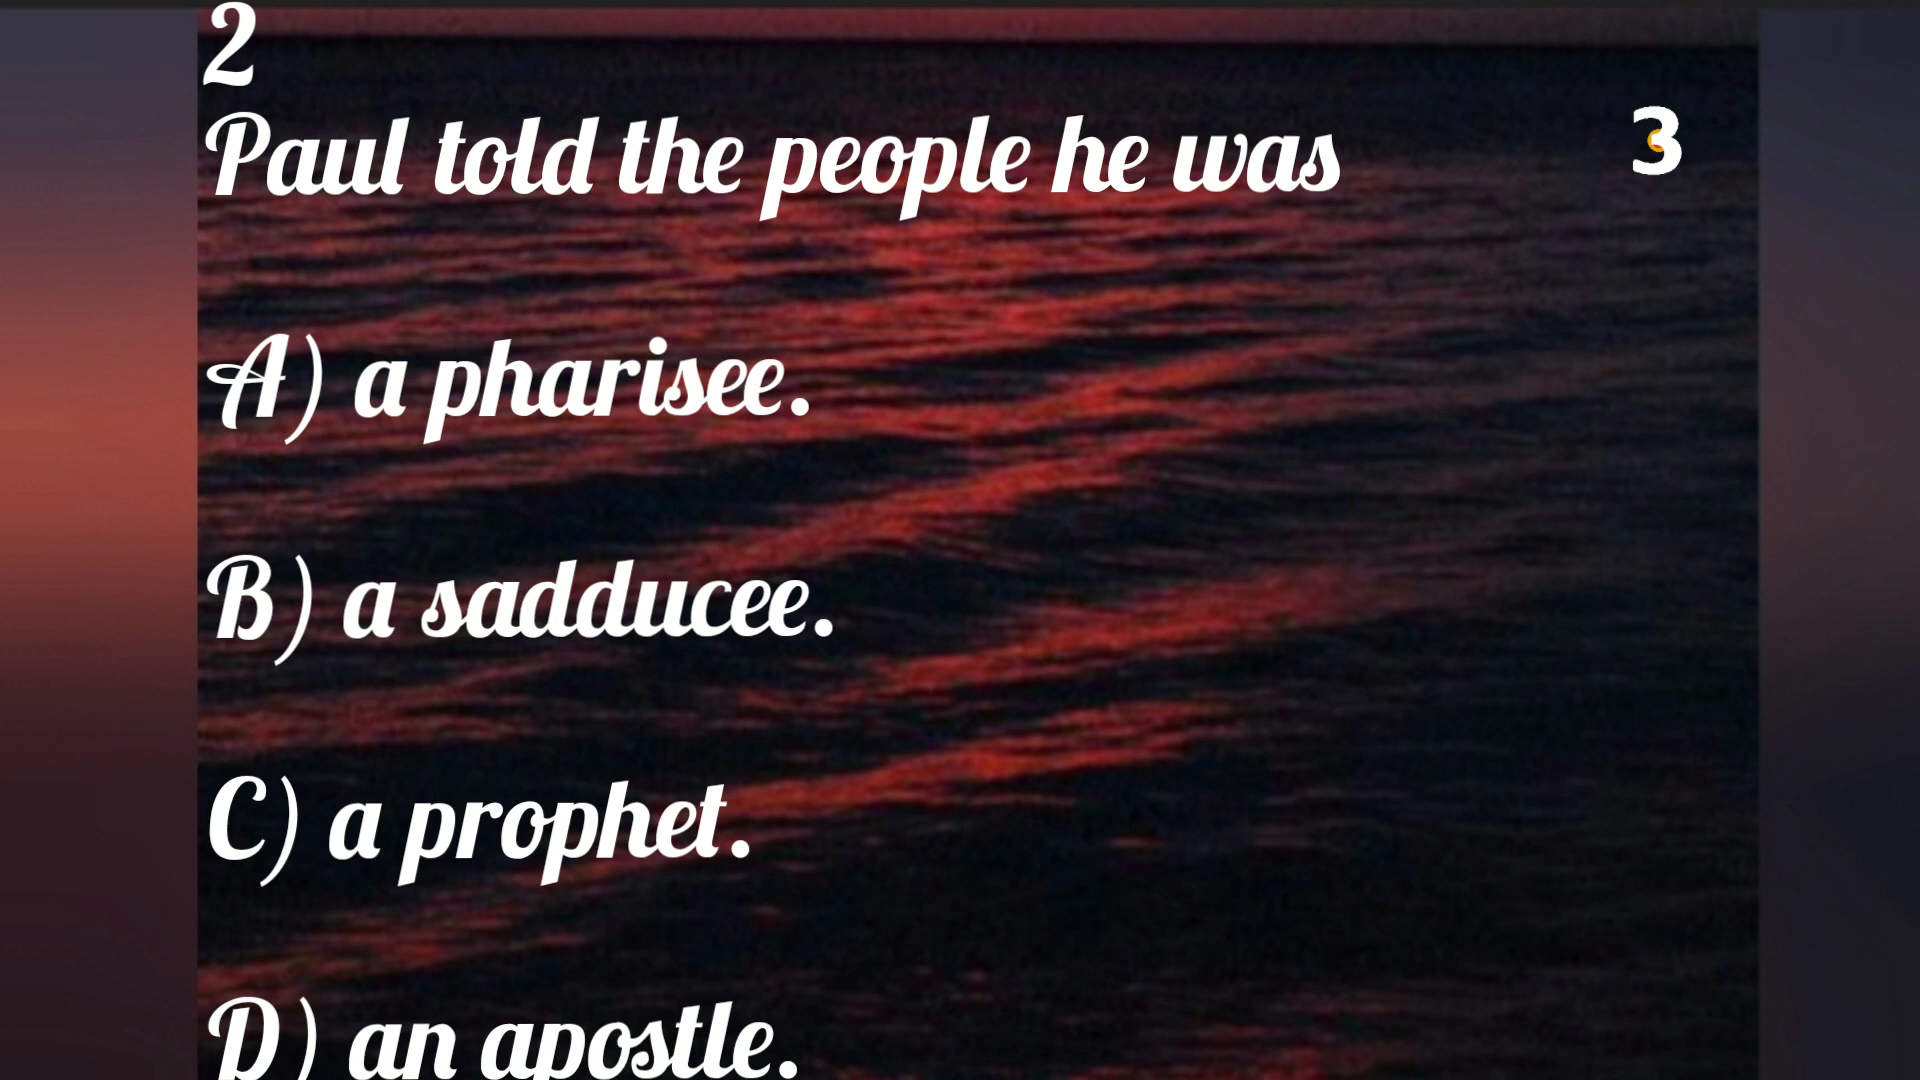 2
Paul told the people he was
3
A) a pharisee.
B) a sadducee.
C) a prophet.
D) an apostle.